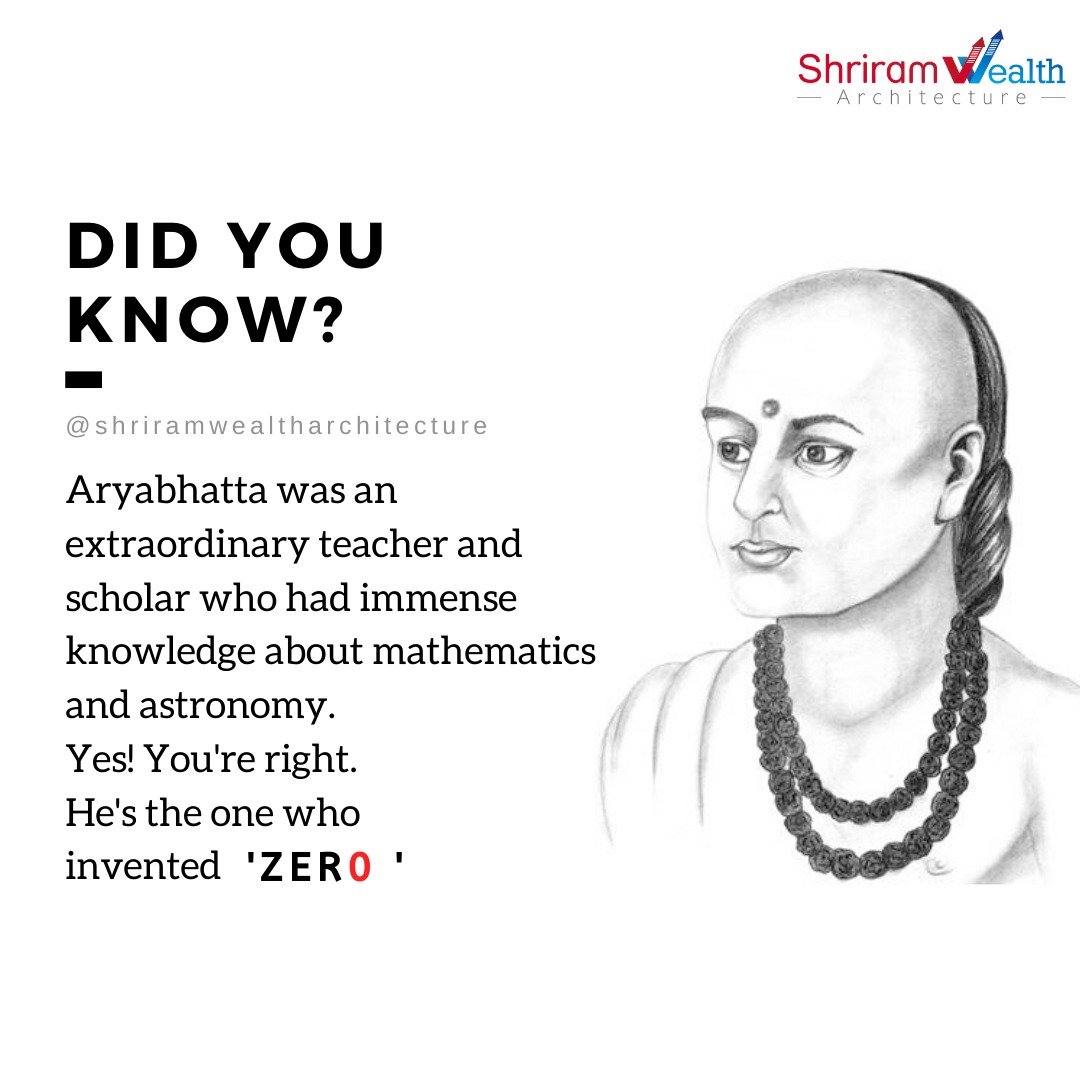 Shriram Wealth
Architecture
DID YOU
KNOW?
@shriramwealtharchitecture
Aryabhatta was an
extraordinary teacher and
scholar who had immense
knowledge about mathematics
and astronomy.
Yes! You're right.
He's the one who
invented 'ZERO '